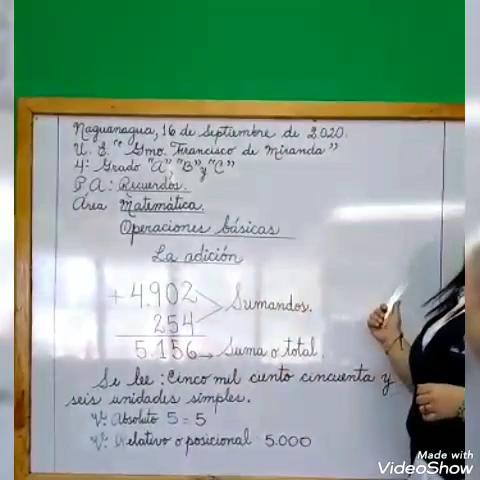 Naguanagua, 16 de Septiembre de 2.020.
U. E. "Gmo. Francisco de Miranda"
4: Grado "A", "B" y "C"
P. A: Recuerdos.
Área Matemática.
Operaciones básicas
La adición
+ 4.902
Sumandos.
254
5.156 → Suma o total.
Se lee: Cinco mil ciento cincuenta y
seis unidades simples.
V: Absoluto 5 = 5
V: Relativo o posicional 5.000
Made with
VideoShow